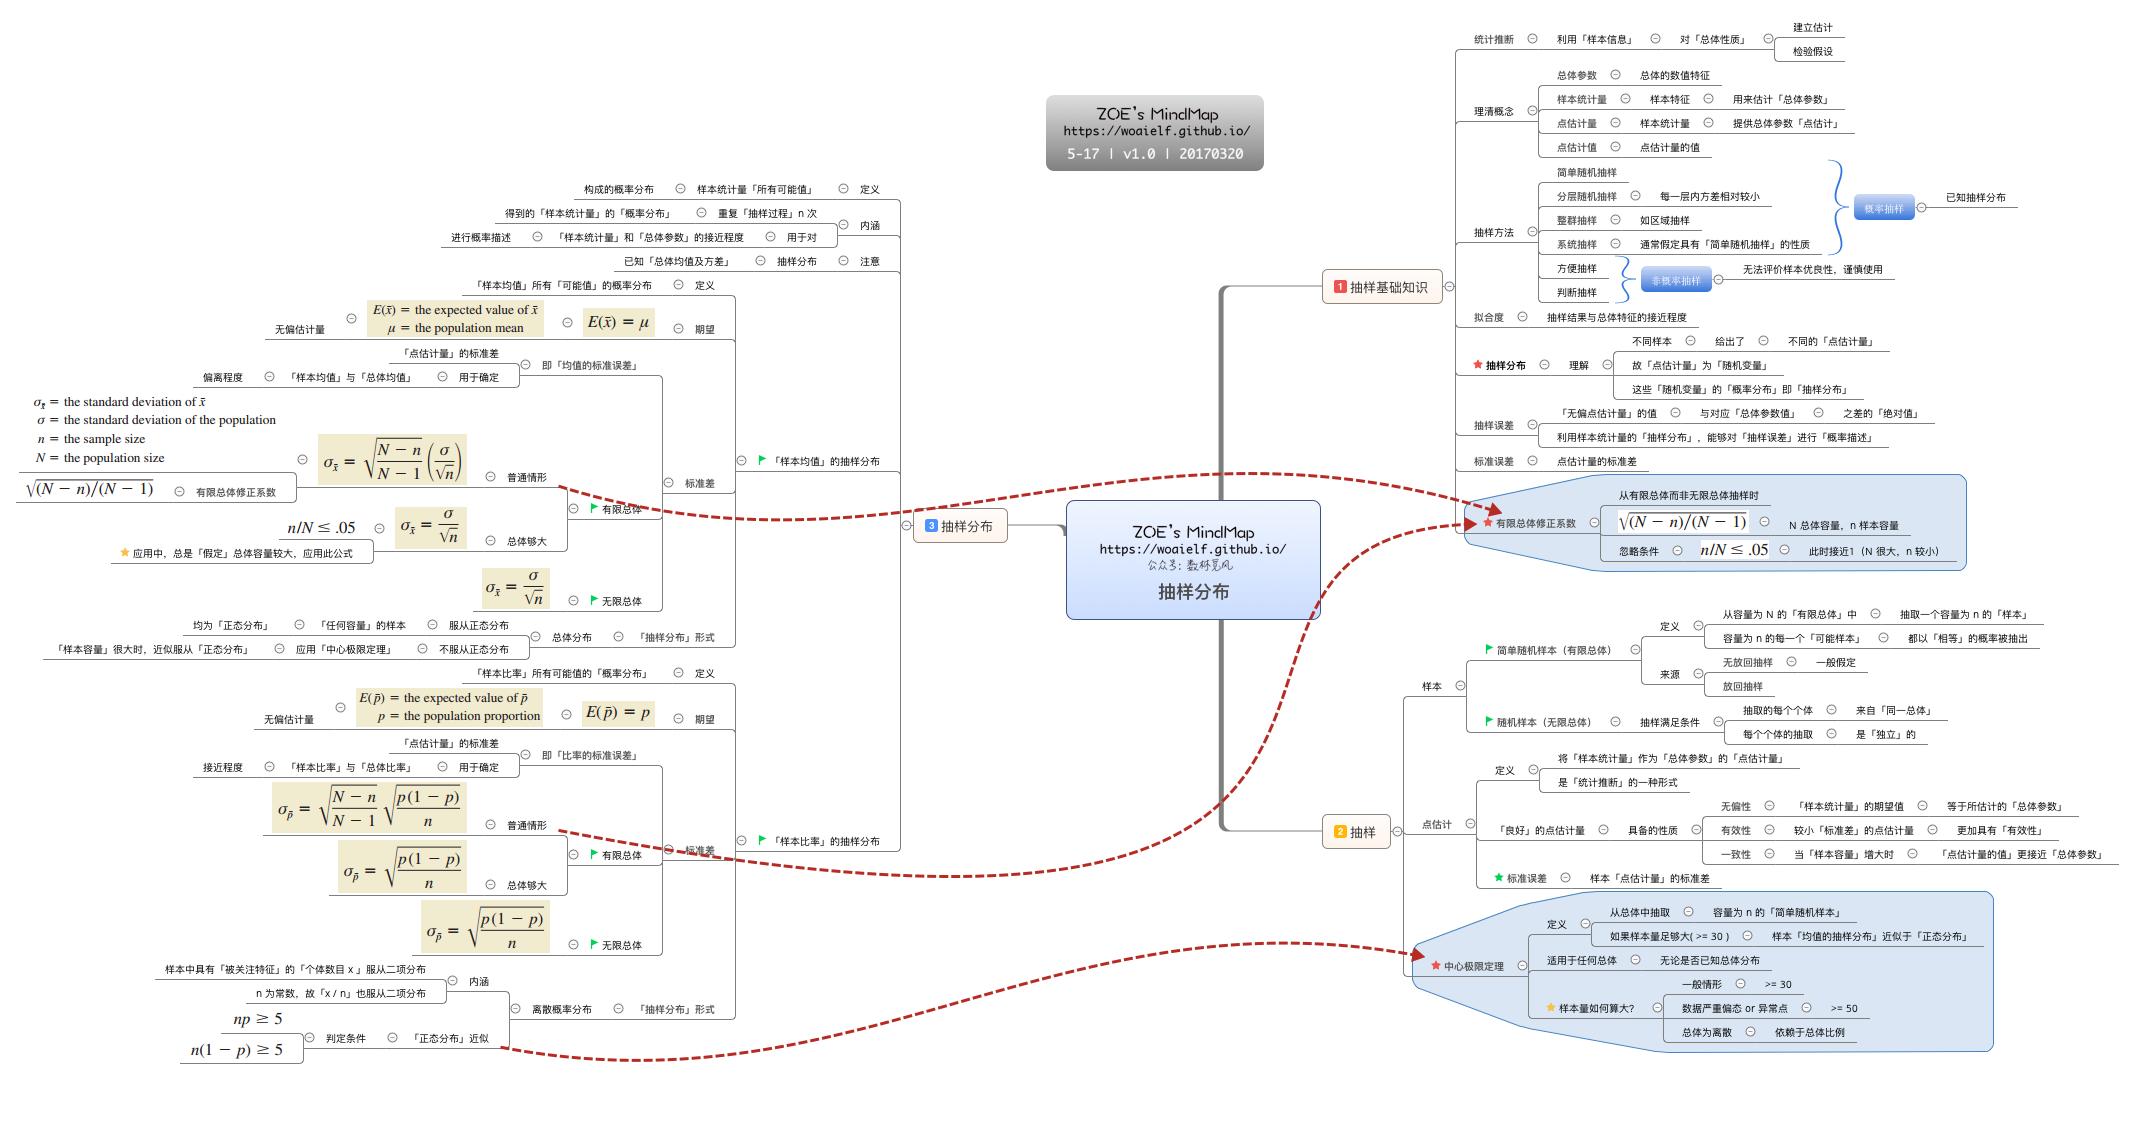 ZOE's MindMap
https://woaielf.github.io/
5-17 | v1.0 | 20170320
ZOE's MindMap
https://woaielf.github.io/
公众号：数林觅风
抽样分布
1 抽样基础知识
统计推断 利用「样本信息」 对「总体性质」
建立估计
检验假设
理清概念
总体参数 总体的数值特征
样本统计量 样本特征 用来估计「总体参数」
点估计量 样本统计量 提供总体参数「点估计」
点估计值 点估计量的值
抽样方法
简单随机抽样
分层随机抽样 每一层内方差相对较小
整群抽样 如区域抽样
系统抽样 通常假定具有「简单随机抽样」的性质
概率抽样 已知抽样分布
方便抽样
判断抽样
非概率抽样 无法评价样本优良性，谨慎使用
拟合度 抽样结果与总体特征的接近程度
抽样分布 理解
不同样本 给出了 不同的「点估计量」
故「点估计量」为「随机变量」
这些「随机变量」的「概率分布」即「抽样分布」
抽样误差
「无偏点估计量」的值 与对应「总体参数值」 之差的「绝对值」
利用样本统计量的「抽样分布」，能够对「抽样误差」进行「概率描述」
标准误差 点估计量的标准差
有限总体修正系数
从有限总体而非无限总体抽样时
√(N − n)/(N − 1) N 总体容量，n 样本容量
忽略条件 n/N ≤ .05 此时接近1（N 很大，n 较小）
2 抽样
样本
简单随机样本（有限总体）
定义
从容量为 N 的「有限总体」中 抽取一个容量为 n 的「样本」
容量为 n 的每一个「可能样本」 都以「相等」的概率被抽出
来源
无放回抽样 一般假定
放回抽样
随机样本（无限总体） 抽样满足条件
抽取的每个个体 来自「同一总体」
每个个体的抽取 是「独立」的
点估计
定义
将「样本统计量」作为「总体参数」的「点估计量」
是「统计推断」的一种形式
「良好」的点估计量 具备的性质
无偏性 「样本统计量」的期望值 等于所估计的「总体参数」
有效性 较小「标准差」的点估计量 更加具有「有效性」
一致性 当「样本容量」增大时 「点估计量的值」更接近「总体参数」
标准误差 样本「点估计量」的标准差
中心极限定理
定义
从总体中抽取 容量为 n 的「简单随机样本」
如果样本量足够大( >= 30 ) 样本「均值的抽样分布」近似于「正态分布」
适用于任何总体 无论是否已知总体分布
样本量如何算大?
一般情形 >= 30
数据严重偏态 or 异常点 >= 50
总体为离散 依赖于总体比例
3 抽样分布
构成的概率分布 样本统计量「所有可能值」 定义
得到的「样本统计量」的「概率分布」 重复「抽样过程」n 次
内涵
进行概率描述 「样本统计量」和「总体参数」的接近程度 用于对
已知「总体均值及方差」 抽样分布 注意
「样本均值」的抽样分布
「样本均值」所有「可能值」的概率分布 定义
无偏估计量
E(x̄) = the expected value of x̄
μ = the population mean
E(x̄) = μ 期望
「点估计量」的标准差
即「均值的标准误差」
偏离程度 「样本均值」与「总体均值」 用于确定
标准差
σx̄ = the standard deviation of x̄
σ = the standard deviation of the population
n = the sample size
N = the population size
√(N − n)/(N − 1) 有限总体修正系数
σx̄ = √((N − n)/(N − 1)) (σ/√n) 普通情形
有限总体
n/N ≤ .05
应用中，总是「假定」总体容量较大，应用此公式
σx̄ = σ/√n 总体够大
σx̄ = σ/√n 无限总体
均为「正态分布」 「任何容量」的样本 服从正态分布
「样本容量」很大时，近似服从「正态分布」 应用「中心极限定理」 不服从正态分布
总体分布 「抽样分布」形式
「样本比率」的抽样分布
「样本比率」所有可能值的「概率分布」 定义
无偏估计量
E(p̄) = the expected value of p̄
p = the population proportion
E(p̄) = p 期望
「点估计量」的标准差
即「比率的标准误差」
接近程度 「样本比率」与「总体比率」 用于确定
标准差
σp̄ = √((N − n)/(N − 1)) √(p(1 − p)/n) 普通情形
有限总体
σp̄ = √(p(1 − p)/n) 总体够大
σp̄ = √(p(1 − p)/n) 无限总体
样本中具有「被关注特征」的「个体数目 x 」服从二项分布
内涵
n 为常数，故「x / n」也服从二项分布
离散概率分布 「抽样分布」形式
np ≥ 5
n(1 − p) ≥ 5
判定条件 「正态分布」近似